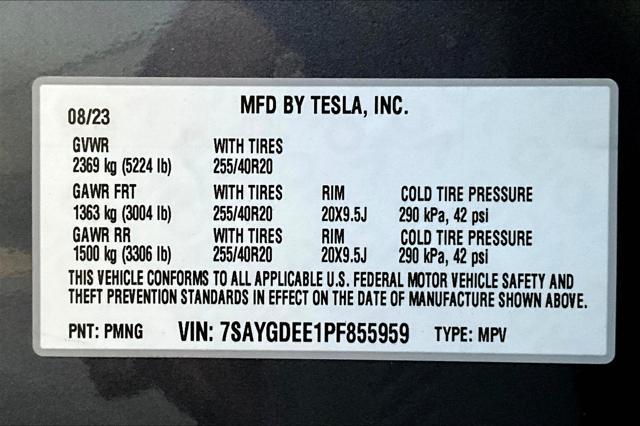 MFD BY TESLA, INC.
08/23
GVWR WITH TIRES
2369 kg (5224 lb) 255/40R20
GAWR FRT WITH TIRES RIM COLD TIRE PRESSURE
1363 kg (3004 lb) 255/40R20 20X9.5J 290 kPa, 42 psi
GAWR RR WITH TIRES RIM COLD TIRE PRESSURE
1500 kg (3306 lb) 255/40R20 20X9.5J 290 kPa, 42 psi
THIS VEHICLE CONFORMS TO ALL APPLICABLE U.S. FEDERAL MOTOR VEHICLE SAFETY AND
THEFT PREVENTION STANDARDS IN EFFECT ON THE DATE OF MANUFACTURE SHOWN ABOVE.
PNT: PMNG VIN: 7SAYGDEE1PF855959 TYPE: MPV